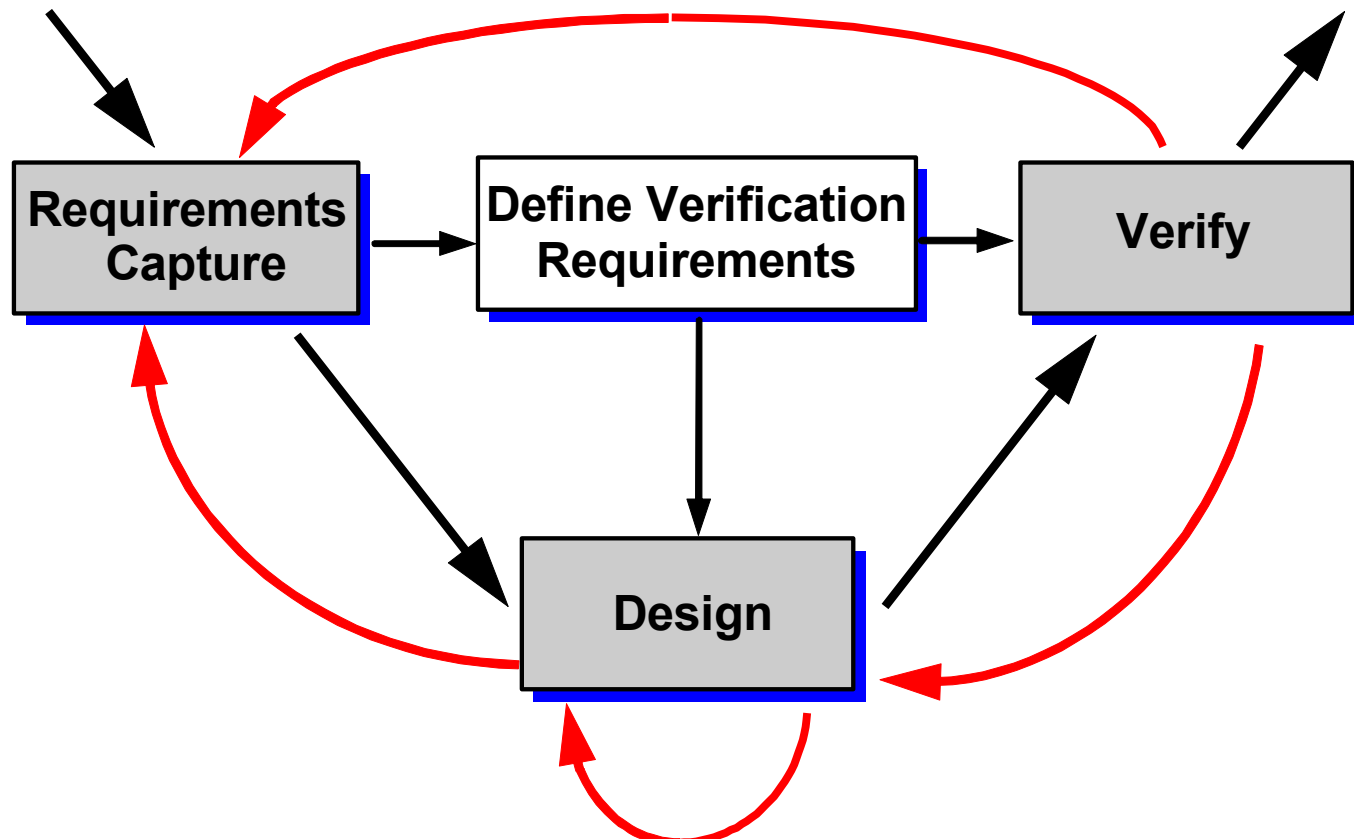 Requirements
Capture
Define Verification
Requirements
Verify
Design